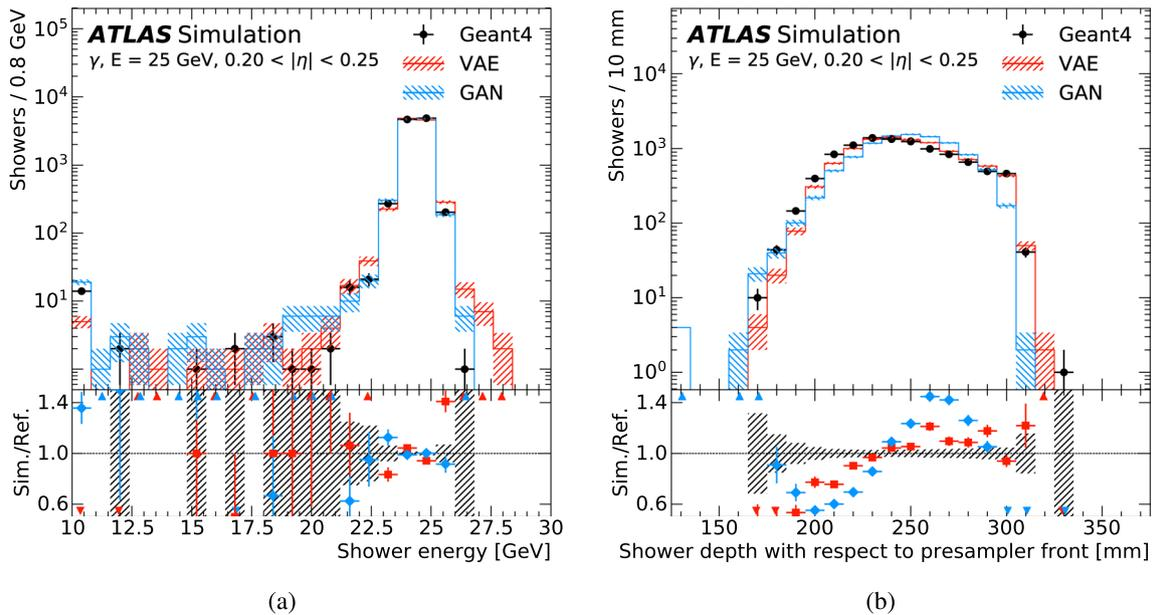 ATLAS Simulation
γ, E = 25 GeV, 0.20 < |η| < 0.25
Geant4
VAE
GAN
Showers / 0.8 GeV
10⁵
10⁴
10³
10²
10¹
Sim./Ref.
1.4
1.0
0.6
10 12.5 15 17.5 20 22.5 25 27.5 30
Shower energy [GeV]
(a)
ATLAS Simulation
γ, E = 25 GeV, 0.20 < |η| < 0.25
Geant4
VAE
GAN
Showers / 10 mm
10⁴
10³
10²
10¹
10⁰
Sim./Ref.
1.4
1.0
0.6
150 200 250 300 350
Shower depth with respect to presampler front [mm]
(b)